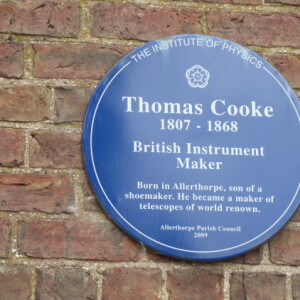 THE INSTITUTE OF PHYSICS
Thomas Cooke
1807 - 1868
British Instrument
Maker
Born in Allerthorpe, son of a
shoemaker. He became a maker of
telescopes of world renown.
Allerthorpe Parish Council
2009